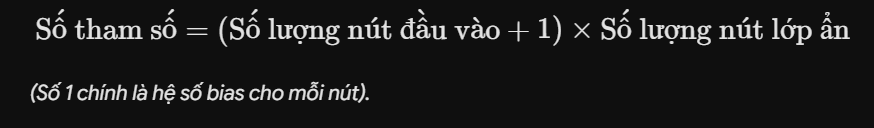 Số tham số = (Số lượng nút đầu vào + 1) × Số lượng nút lớp ẩn
(Số 1 chính là hệ số bias cho mỗi nút).